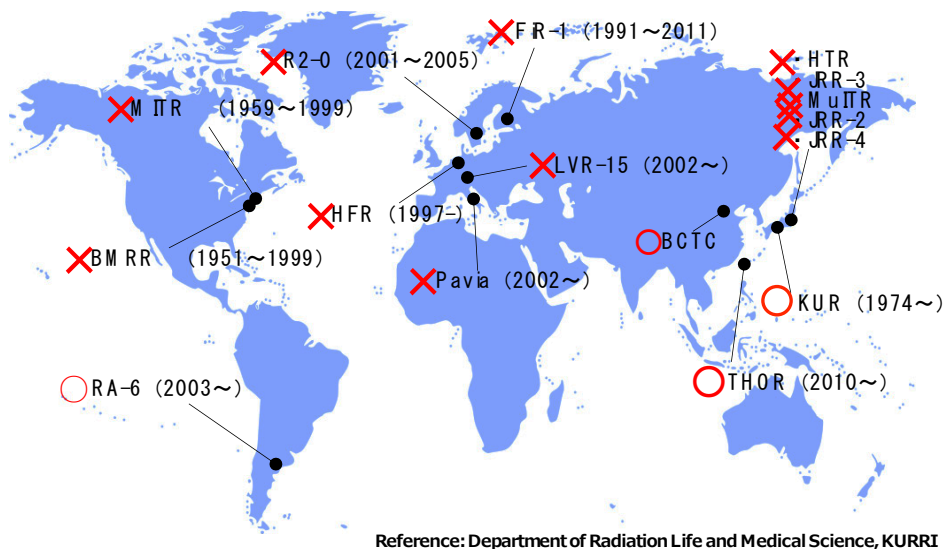 FR-1 (1991~2011)
R2-0 (2001~2005)
・HTR
JRR-3
MITR (1959~1999)
MuITR
・JRR-2
・JRR-4
LVR-15 (2002~)
HFR (1997-)
BCTC
BMRR (1951~1999)
Pavia (2002~)
KUR (1974~)
RA-6 (2003~)
THOR (2010~)
Reference: Department of Radiation Life and Medical Science, KURRI